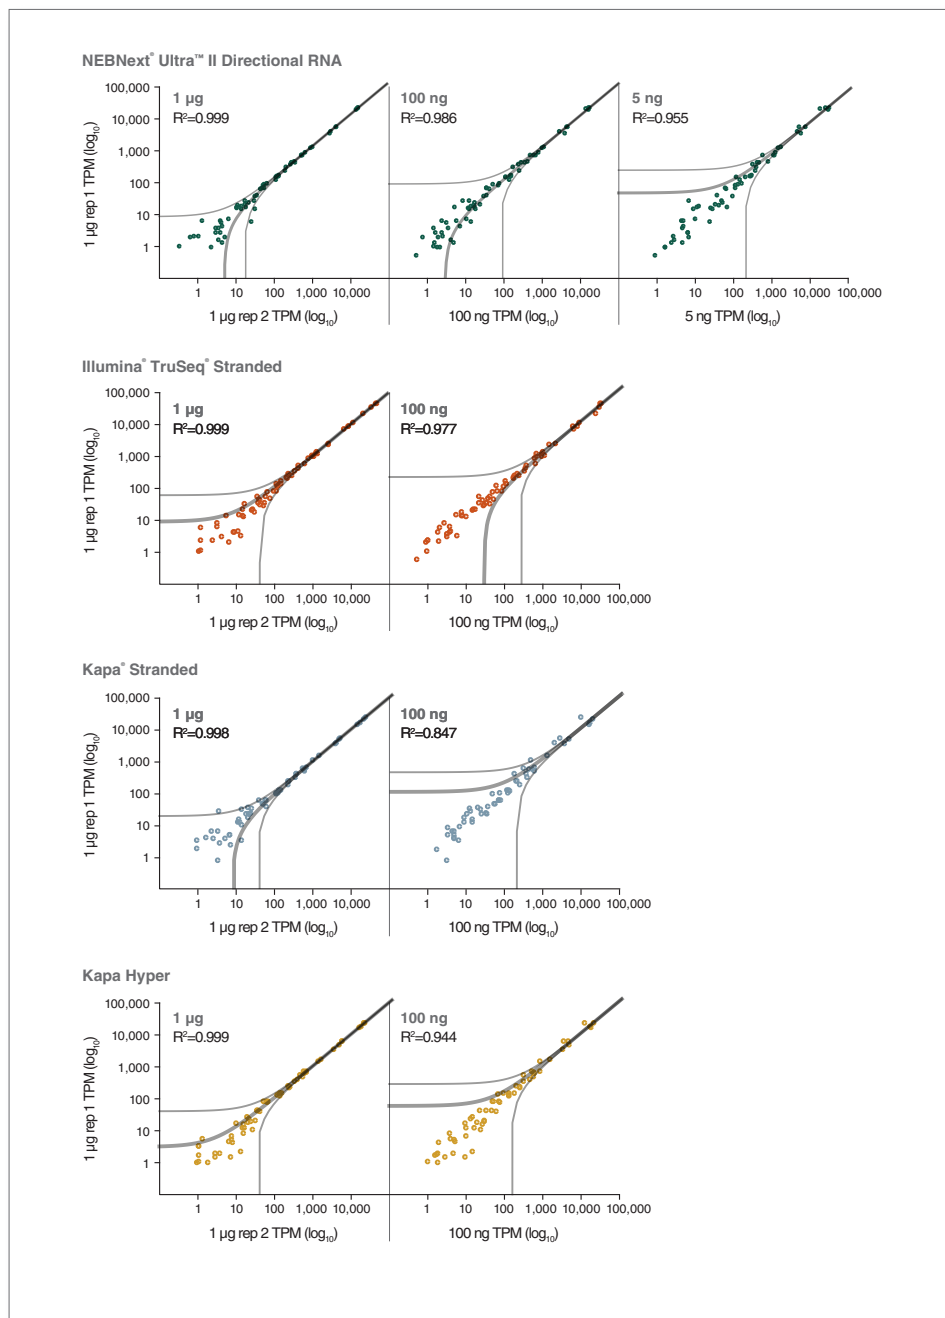 NEBNext® Ultra™ II Directional RNA
1 µg
R²=0.999
100 ng
R²=0.986
5 ng
R²=0.955
1 µg rep 1 TPM (log₁₀)
100,000
10,000
1,000
100
10
1
1 10 100 1,000 10,000
1 10 100 1,000 10,000
1 10 100 1,000 10,000 100,000
1 µg rep 2 TPM (log₁₀)
100 ng TPM (log₁₀)
5 ng TPM (log₁₀)
Illumina® TruSeq® Stranded
1 µg
R²=0.999
100 ng
R²=0.977
1 µg rep 1 TPM (log₁₀)
100,000
10,000
1,000
100
10
1
1 10 100 1,000 10,000
1 10 100 1,000 10,000 100,000
1 µg rep 2 TPM (log₁₀)
100 ng TPM (log₁₀)
Kapa® Stranded
1 µg
R²=0.998
100 ng
R²=0.847
1 µg rep 1 TPM (log₁₀)
100,000
10,000
1,000
100
10
1
1 10 100 1,000 10,000
1 10 100 1,000 10,000 100,000
1 µg rep 2 TPM (log₁₀)
100 ng TPM (log₁₀)
Kapa Hyper
1 µg
R²=0.999
100 ng
R²=0.944
1 µg rep 1 TPM (log₁₀)
100,000
10,000
1,000
100
10
1
1 10 100 1,000 10,000
1 10 100 1,000 10,000 100,000
1 µg rep 2 TPM (log₁₀)
100 ng TPM (log₁₀)